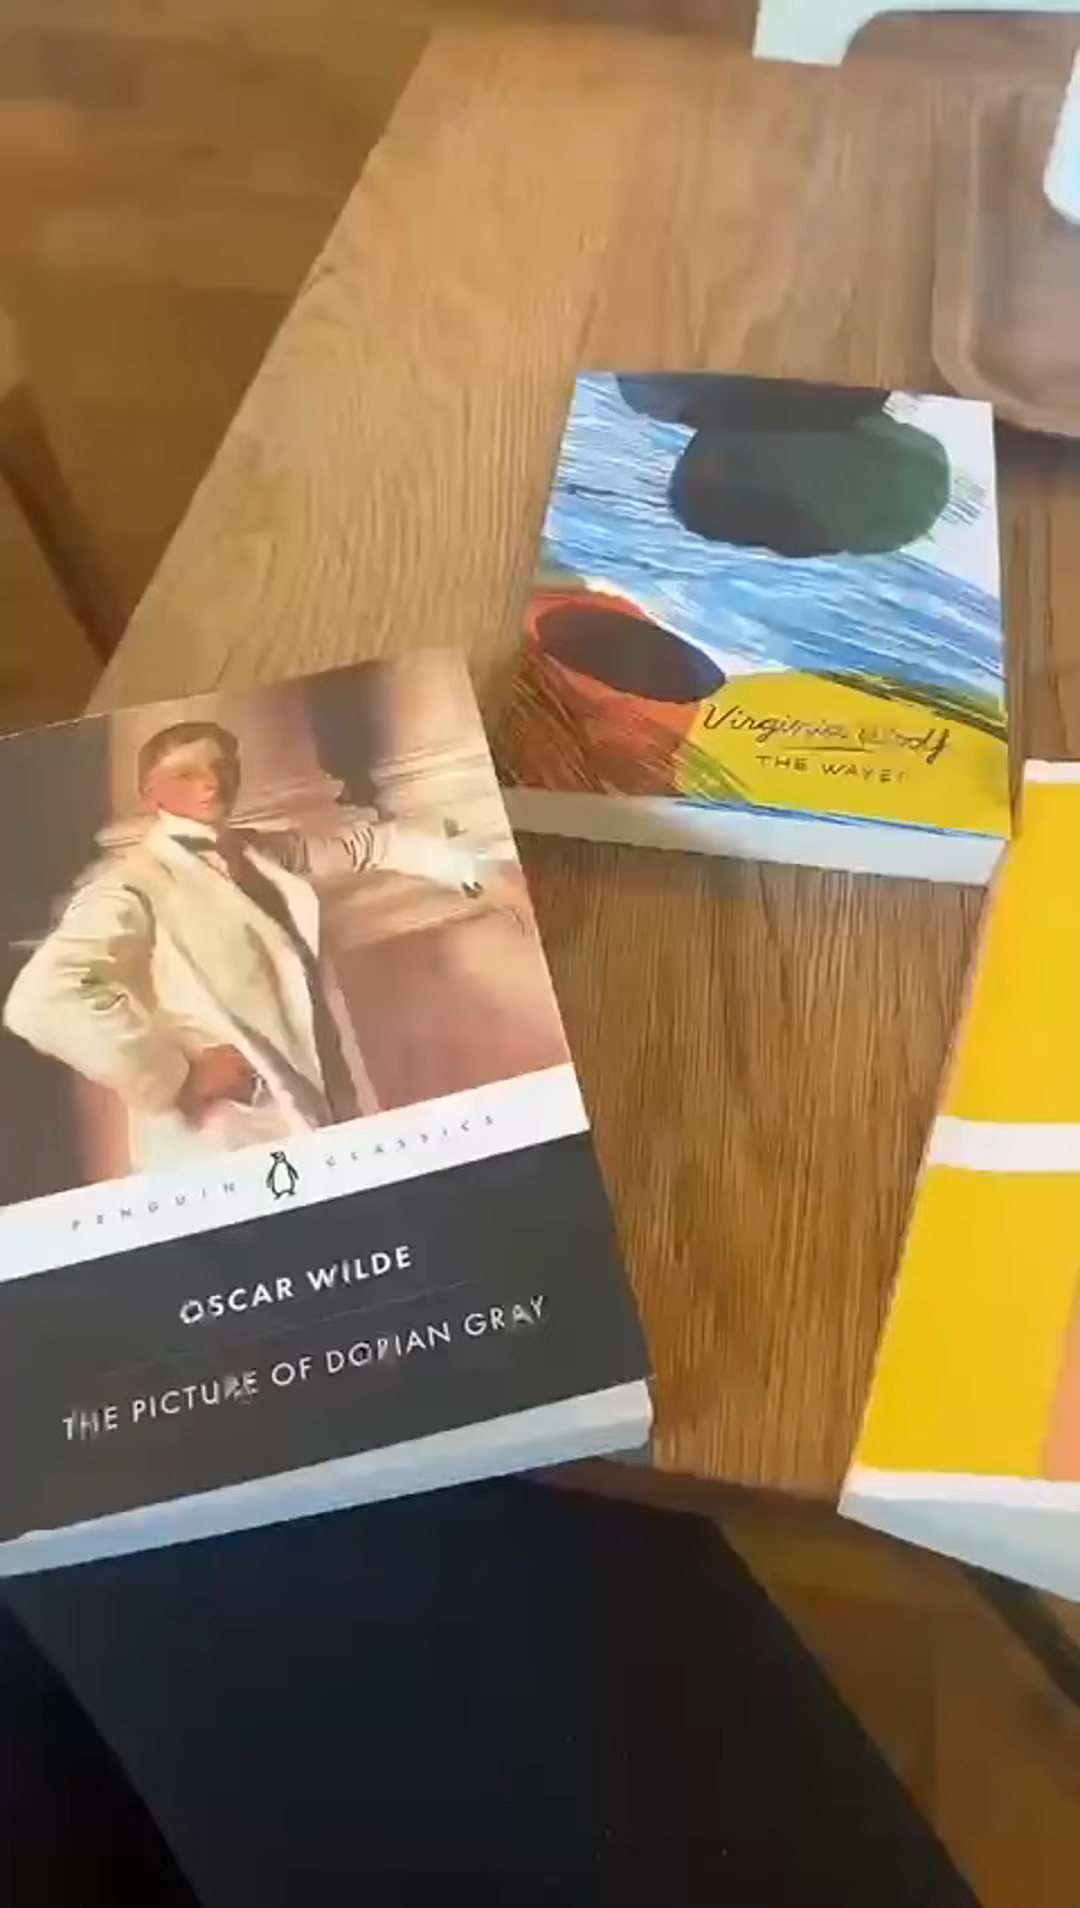 Virginia Woolf
THE WAVES
PENGUIN CLASSICS
OSCAR WILDE
THE PICTURE OF DORIAN GRAY